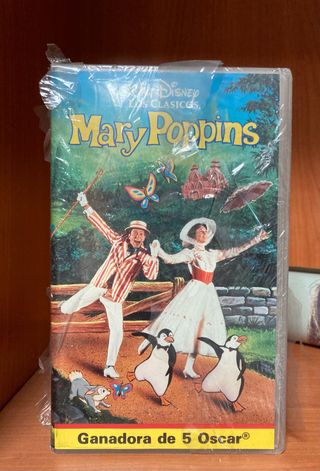 Walt Disney
LOS CLASICOS
Mary Poppins
Ganadora de 5 Oscar®